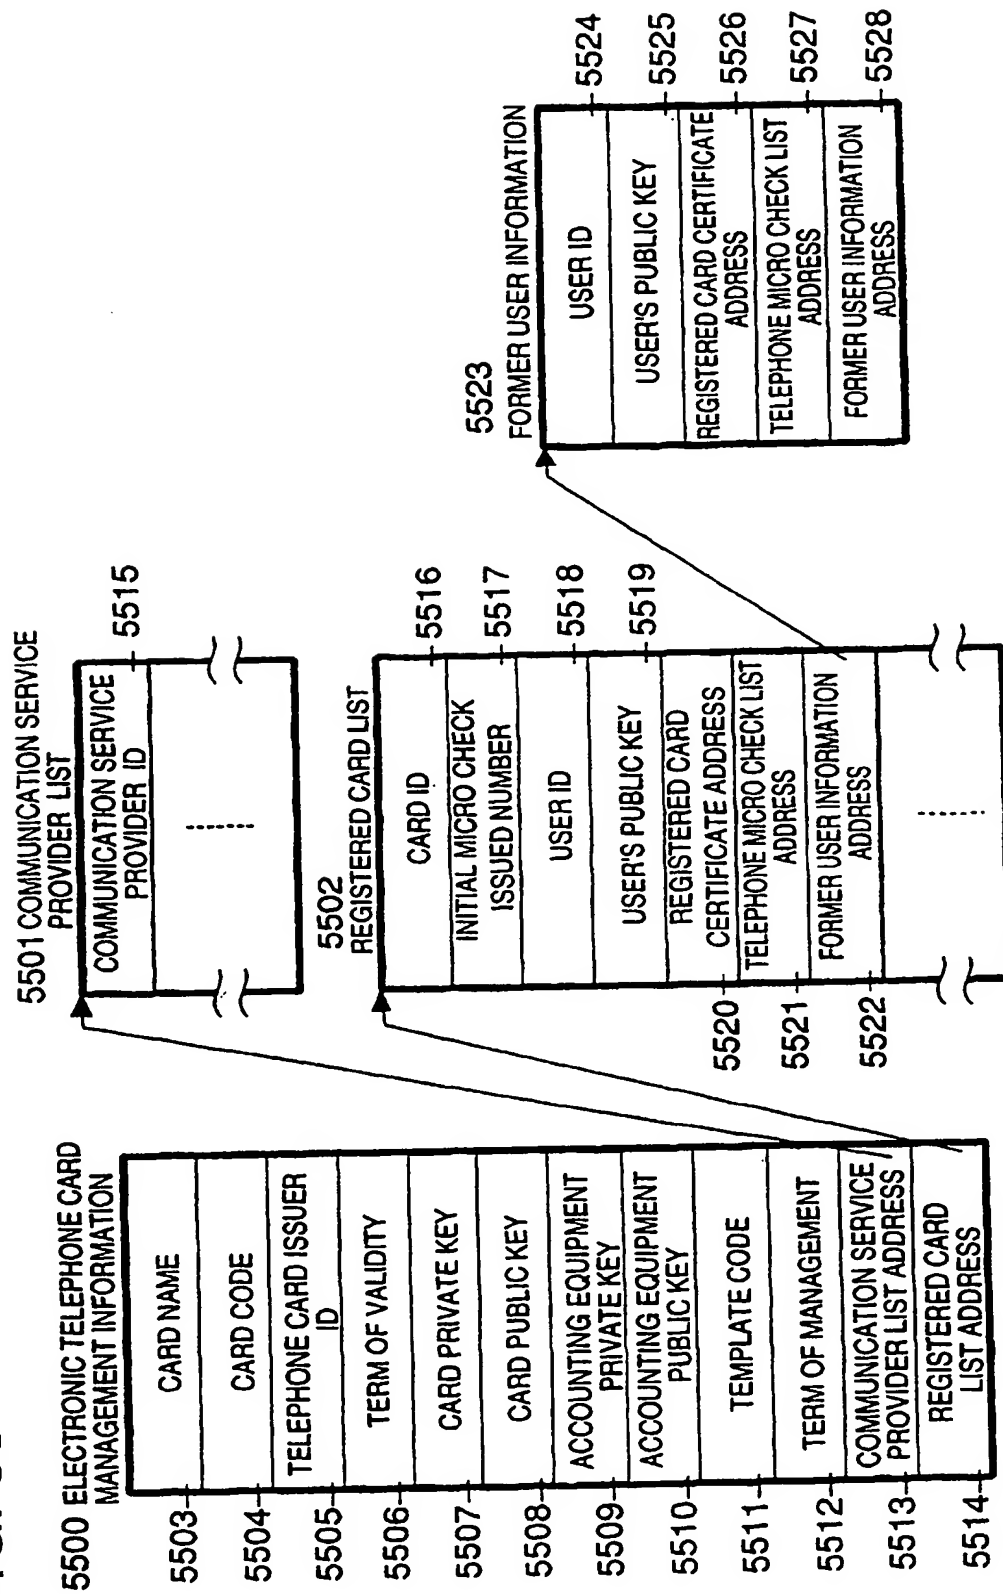 5500 ELECTRONIC TELEPHONE CARD
MANAGEMENT INFORMATION
5503
CARD NAME
5504
CARD CODE
5505
TELEPHONE CARD ISSUER
ID
5506
TERM OF VALIDITY
5507
CARD PRIVATE KEY
5508
CARD PUBLIC KEY
5509
ACCOUNTING EQUIPMENT
PRIVATE KEY
5510
ACCOUNTING EQUIPMENT
PUBLIC KEY
5511
TEMPLATE CODE
5512
TERM OF MANAGEMENT
5513
COMMUNICATION SERVICE
PROVIDER LIST ADDRESS
5514
REGISTERED CARD
LIST ADDRESS
5501 COMMUNICATION SERVICE
PROVIDER LIST
COMMUNICATION SERVICE
PROVIDER ID
5515
5502
REGISTERED CARD LIST
CARD ID
5516
INITIAL MICRO CHECK
ISSUED NUMBER
5517
USER ID
5518
USER'S PUBLIC KEY
5519
REGISTERED CARD
CERTIFICATE ADDRESS
5520
TELEPHONE MICRO CHECK LIST
ADDRESS
5521
FORMER USER INFORMATION
ADDRESS
5522
5523
FORMER USER INFORMATION
USER ID
5524
USER'S PUBLIC KEY
5525
REGISTERED CARD CERTIFICATE
ADDRESS
5526
TELEPHONE MICRO CHECK LIST
ADDRESS
5527
FORMER USER INFORMATION
ADDRESS
5528